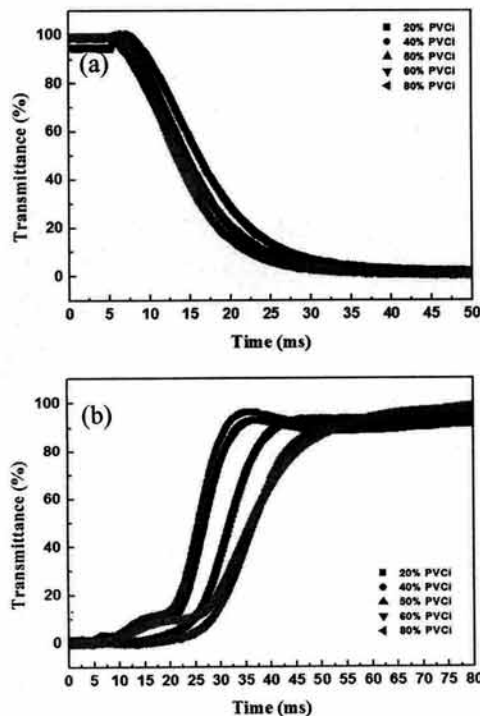 100
80
60
40
20
0
Transmittance (%)
(a)
20% PVCi
40% PVCi
50% PVCi
60% PVCi
80% PVCi
0 5 10 15 20 25 30 35 40 45 50
Time (ms)
100
80
60
40
20
0
Transmittance (%)
(b)
20% PVCi
40% PVCi
50% PVCi
60% PVCi
80% PVCi
0 5 10 15 20 25 30 35 40 45 50 55 60 65 70 75 80
Time (ms)